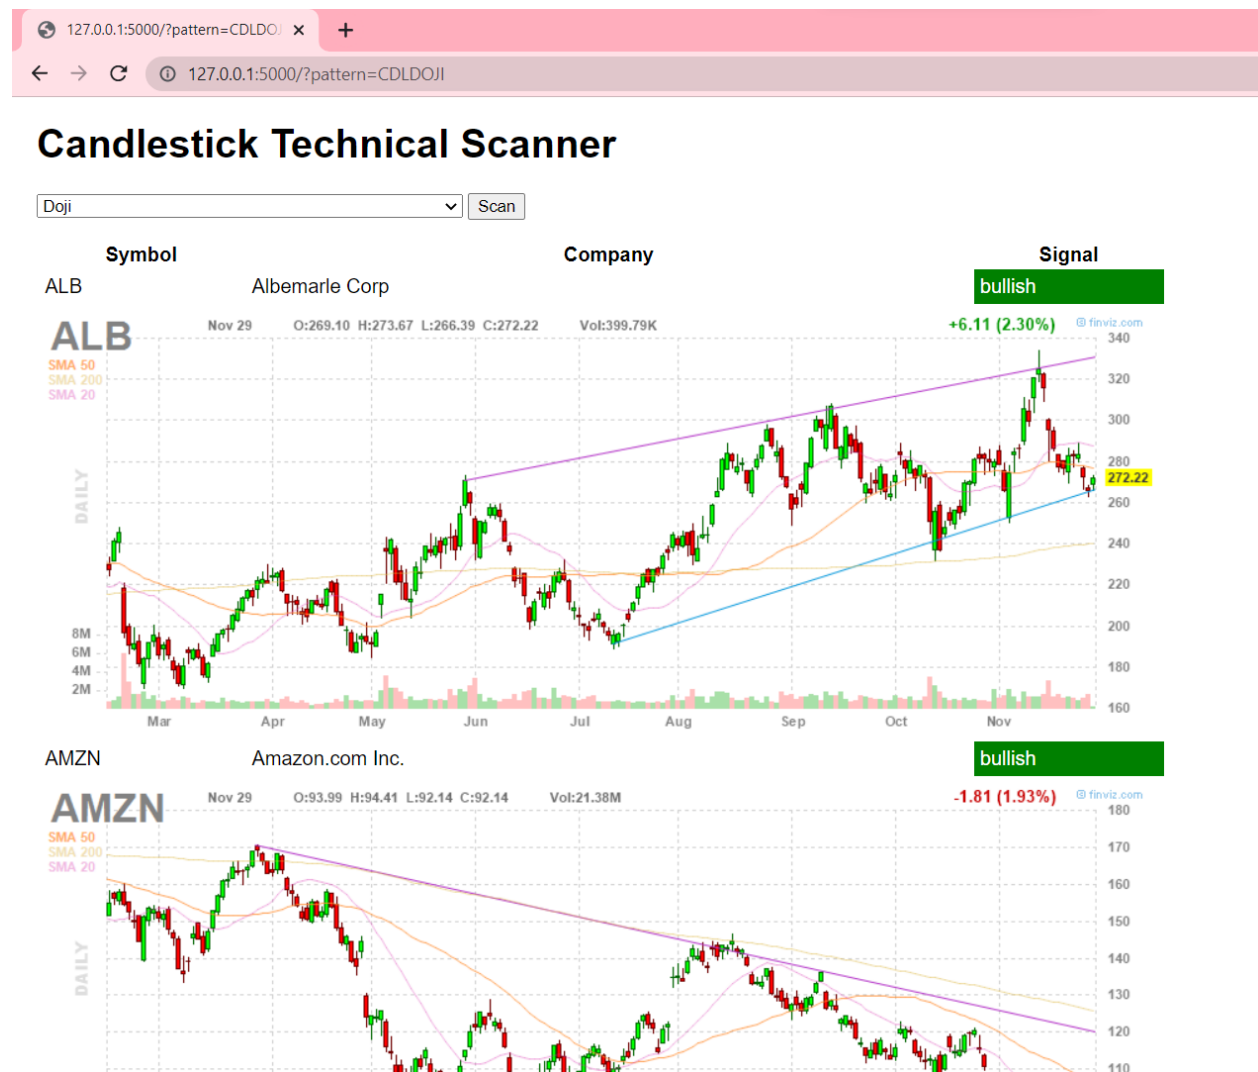 127.0.0.1:5000/?pattern=CDLDO
127.0.0.1:5000/?pattern=CDLDOJI
Candlestick Technical Scanner
Doji
Scan
Symbol Company Signal
ALB Albemarle Corp bullish
ALB Nov 29 O:269.10 H:273.67 L:266.39 C:272.22 Vol:399.79K +6.11 (2.30%) © finviz.com
SMA 50
SMA 200
SMA 20
DAILY
340
320
300
280
272.22
260
240
220
200
180
160
8M
6M
4M
2M
Mar Apr May Jun Jul Aug Sep Oct Nov
AMZN Amazon.com Inc. bullish
AMZN Nov 29 O:93.99 H:94.41 L:92.14 C:92.14 Vol:21.38M -1.81 (1.93%) © finviz.com
SMA 50
SMA 200
SMA 20
DAILY
180
170
160
150
140
130
120
110